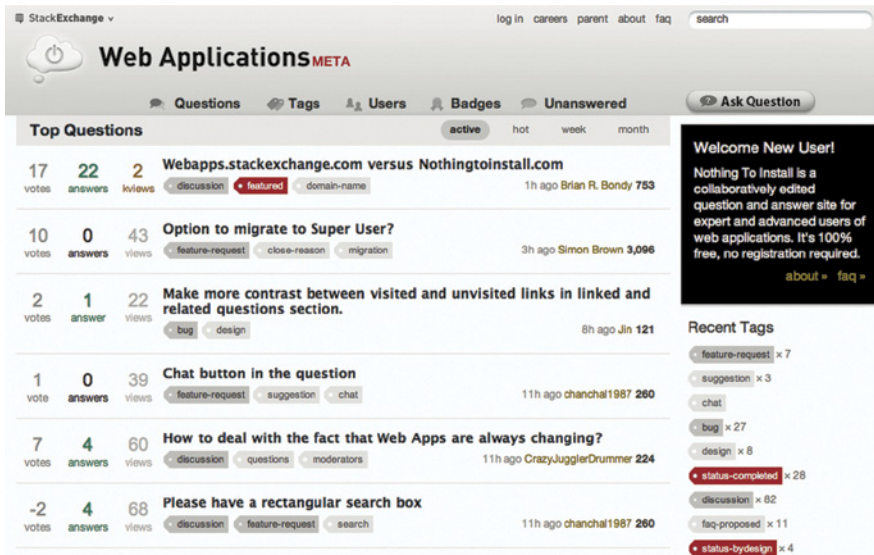 StackExchange
log in careers parent about faq
search
Web Applications META
Questions Tags Users Badges Unanswered
Ask Question
Top Questions
active hot week month
17 votes 22 answers 2 kviews
Webapps.stackexchange.com versus Nothingtoinstall.com
discussion featured domain-name
1h ago Brian R. Bondy 753
10 votes 0 answers 43 views
Option to migrate to Super User?
feature-request close-reason migration
3h ago Simon Brown 3,096
2 votes 1 answer 22 views
Make more contrast between visited and unvisited links in linked and
related questions section.
bug design
8h ago Jin 121
1 vote 0 answers 39 views
Chat button in the question
feature-request suggestion chat
11h ago chanchal1987 260
7 votes 4 answers 60 views
How to deal with the fact that Web Apps are always changing?
discussion questions moderators
11h ago CrazyJugglerDrummer 224
-2 votes 4 answers 68 views
Please have a rectangular search box
discussion feature-request search
11h ago chanchal1987 260
Welcome New User!
Nothing To Install is a
collaboratively edited
question and answer site for
expert and advanced users of
web applications. It's 100%
free, no registration required.
about » faq »
Recent Tags
feature-request × 7
suggestion × 3
chat
bug × 27
design × 8
status-completed × 28
discussion × 82
faq-proposed × 11
status-bydesign × 4